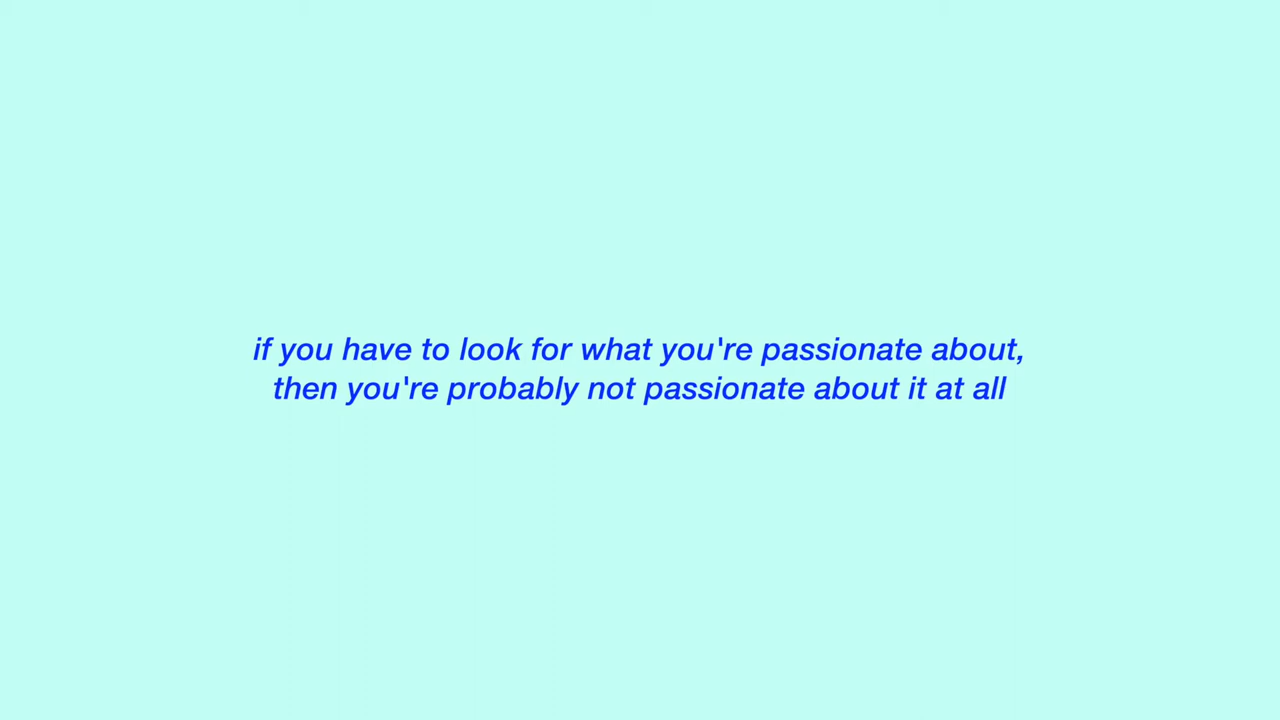 if you have to look for what you're passionate about,
then you're probably not passionate about it at all